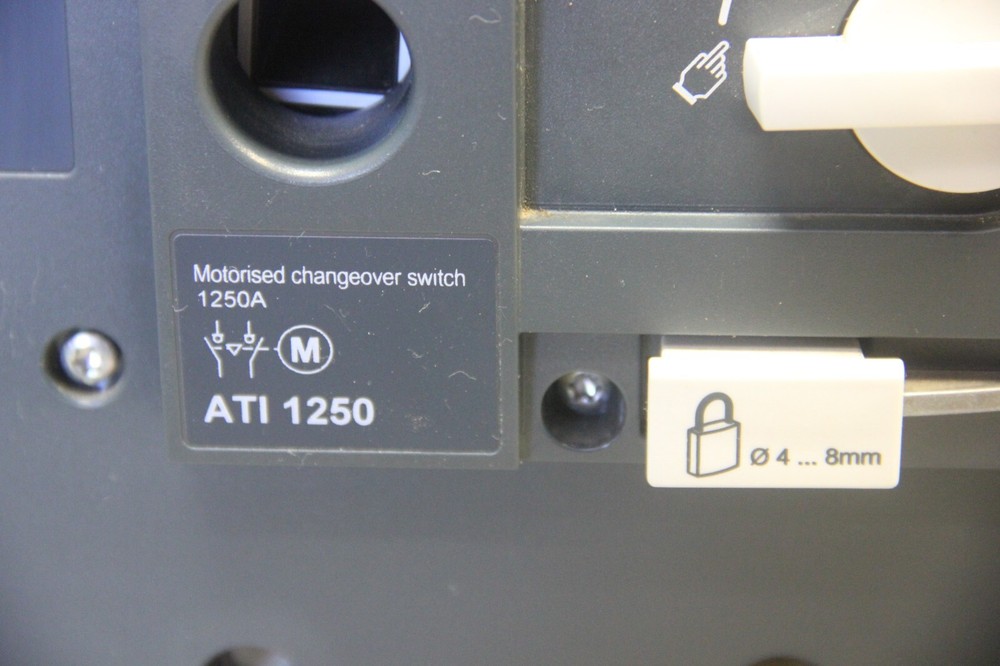 Motorised changeover switch
1250A
M
ATI 1250
Ø 4 ... 8mm